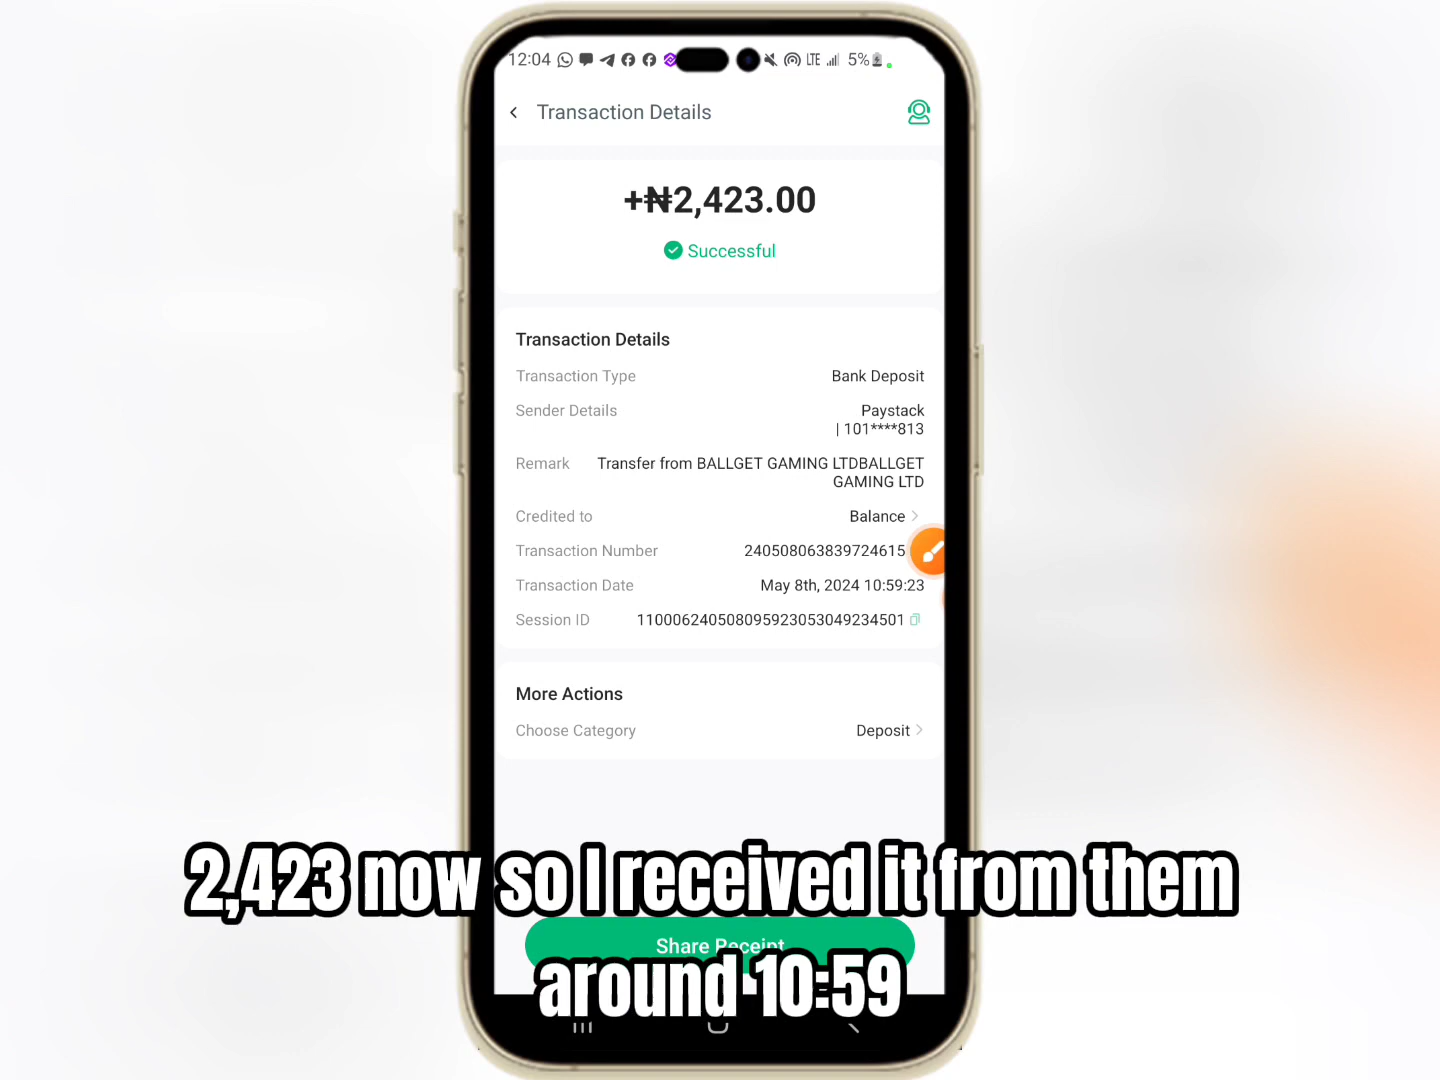 12:04 LTE 5%
Transaction Details
+₦2,423.00
Successful
Transaction Details
Transaction Type Bank Deposit
Sender Details Paystack
| 101****813
Remark Transfer from BALLGET GAMING LTDBALLGET
GAMING LTD
Credited to Balance
Transaction Number 240508063839724615
Transaction Date May 8th, 2024 10:59:23
Session ID 110006240508095923053049234501
More Actions
Choose Category Deposit
2,423 now so I received it from them
Share Receipt
around 10:59